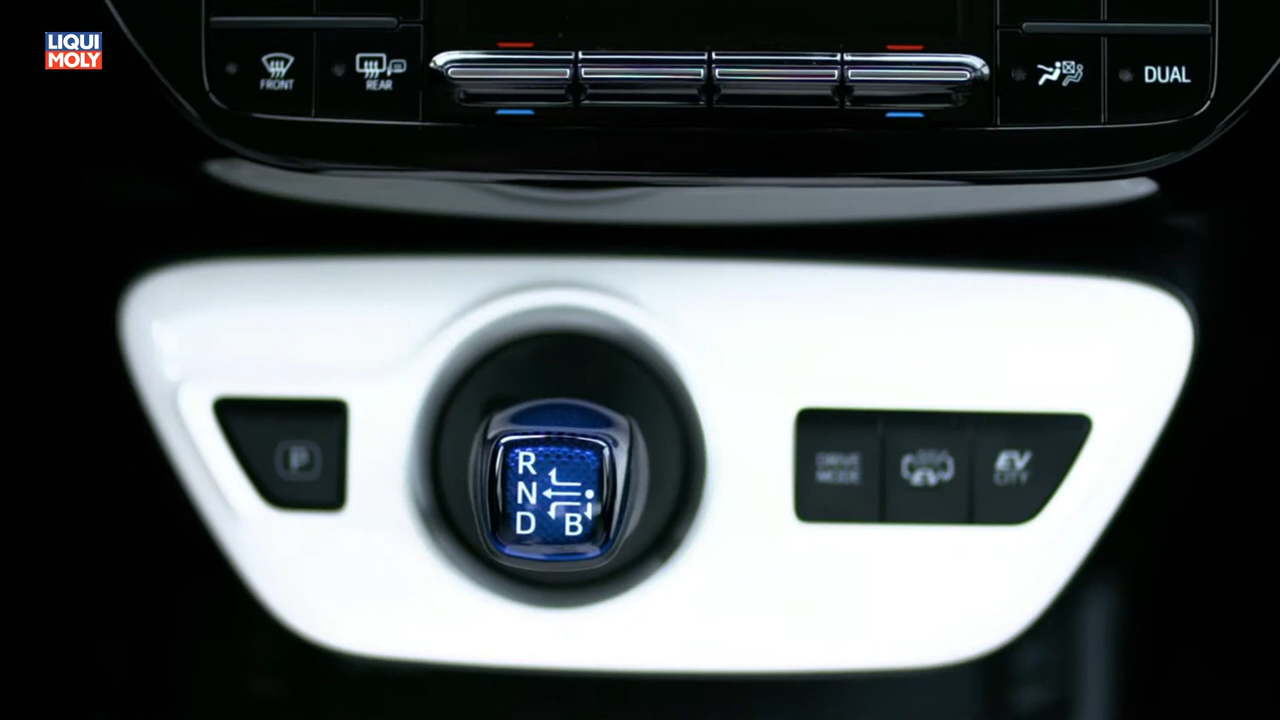 LIQUI
MOLY
FRONT
REAR
DUAL
P
DRIVE
MODE
EV
EV
CITY
R
N
D
B